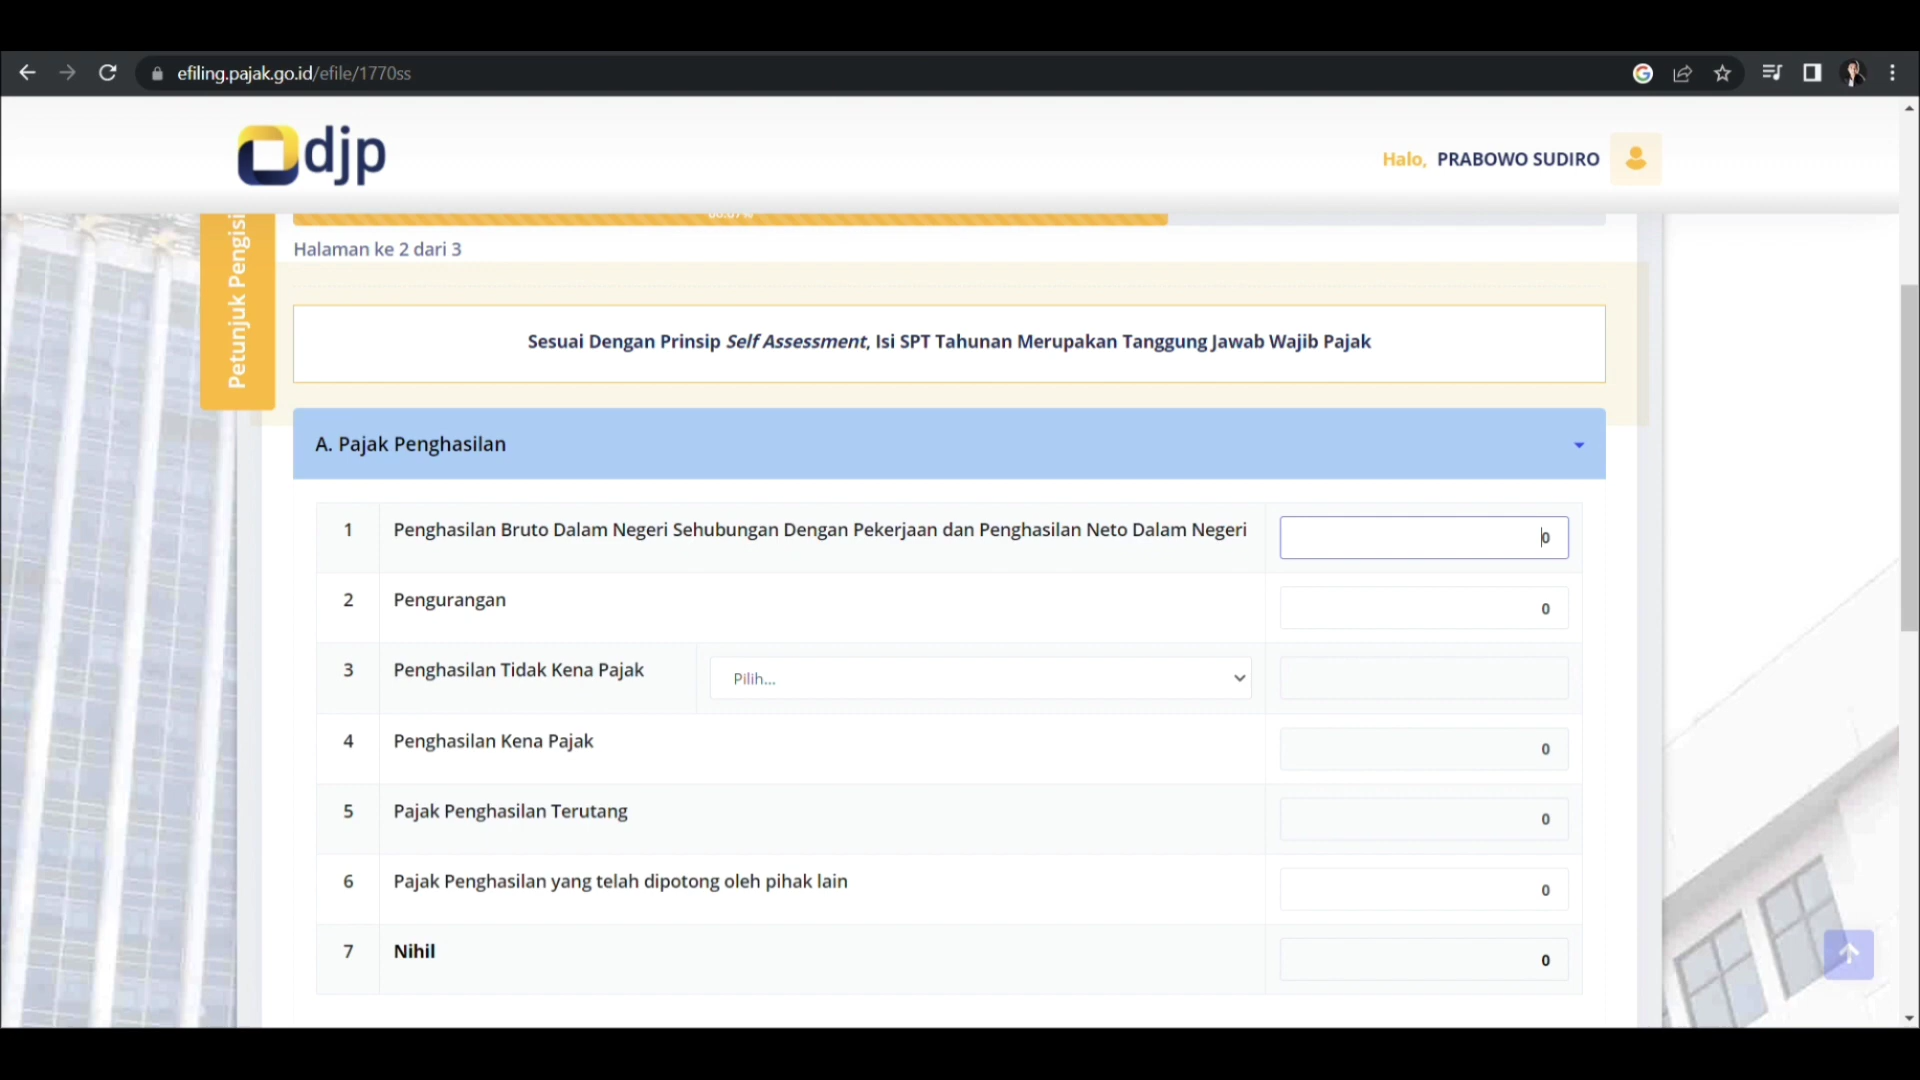 efiling.pajak.go.id/efile/1770ss
djp
Halo, PRABOWO SUDIRO
Petunjuk Pengisi
Halaman ke 2 dari 3
Sesuai Dengan Prinsip Self Assessment, Isi SPT Tahunan Merupakan Tanggung Jawab Wajib Pajak
A. Pajak Penghasilan
1 Penghasilan Bruto Dalam Negeri Sehubungan Dengan Pekerjaan dan Penghasilan Neto Dalam Negeri 0
2 Pengurangan 0
3 Penghasilan Tidak Kena Pajak Pilih...
4 Penghasilan Kena Pajak 0
5 Pajak Penghasilan Terutang 0
6 Pajak Penghasilan yang telah dipotong oleh pihak lain 0
7 Nihil 0